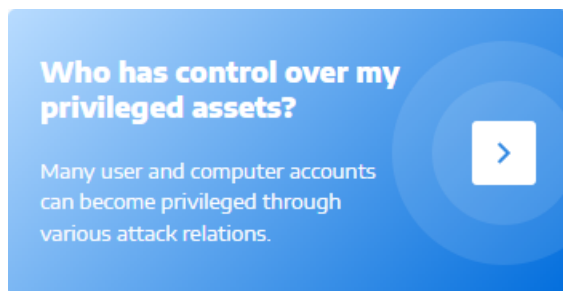 Who has control over my
privileged assets?
Many user and computer accounts
can become privileged through
various attack relations.